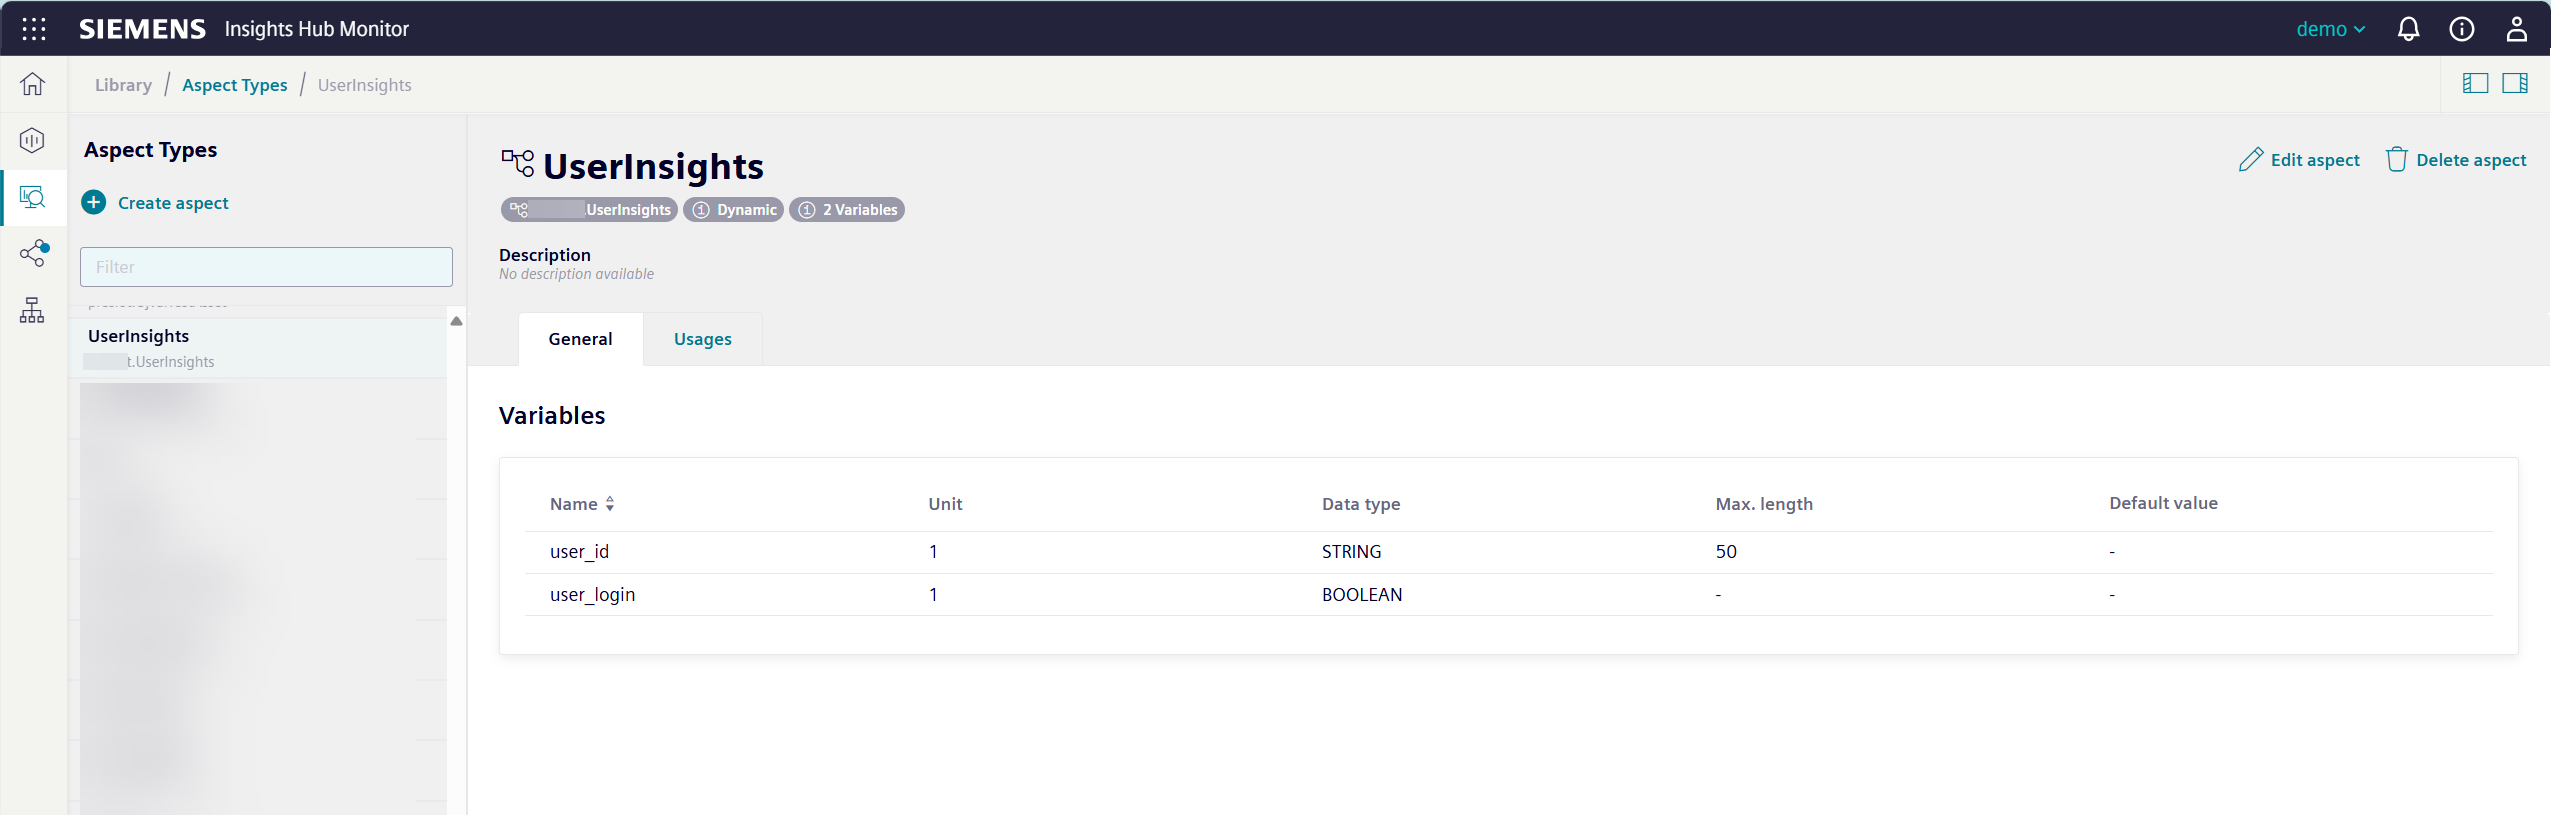 SIEMENS Insights Hub Monitor demo
Library / Aspect Types / UserInsights
Aspect Types
Create aspect
Filter
UserInsights
t.UserInsights
UserInsights
Edit aspect Delete aspect
.UserInsights Dynamic 2 Variables
Description
No description available
General Usages
Variables
Name Unit Data type Max. length Default value
user_id 1 STRING 50 -
user_login 1 BOOLEAN - -